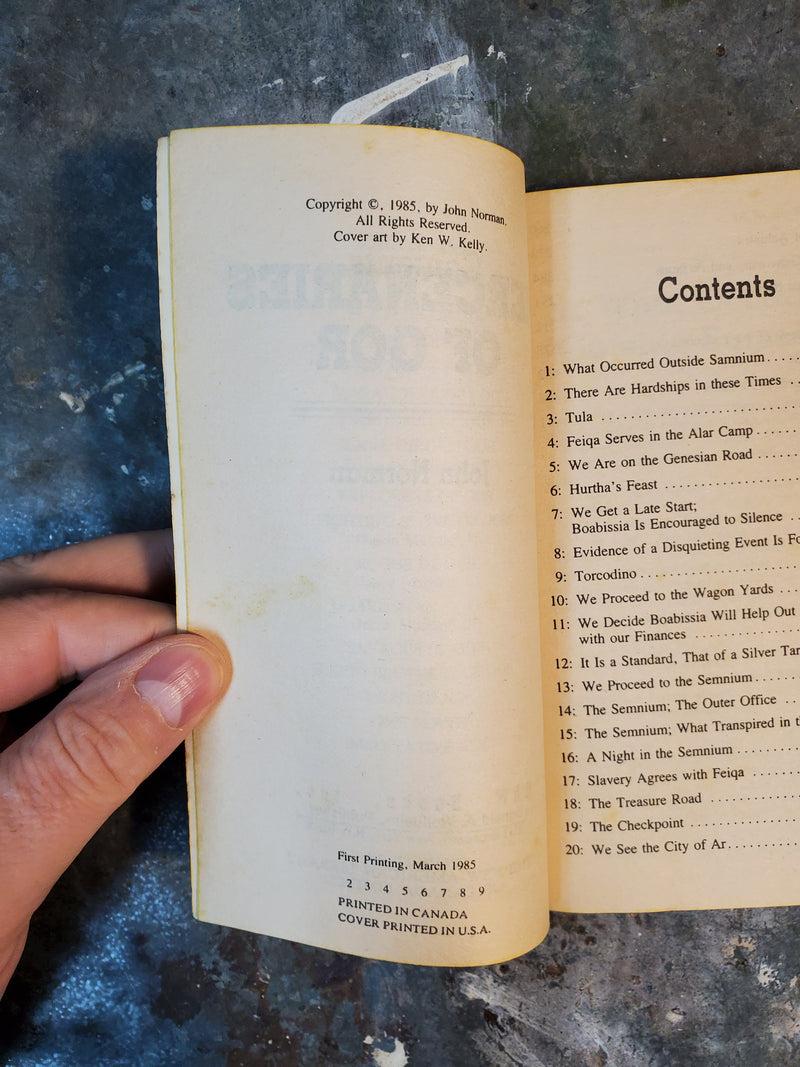 Copyright ©, 1985, by John Norman.
All Rights Reserved.
Cover art by Ken W. Kelly.
First Printing, March 1985
2 3 4 5 6 7 8 9
PRINTED IN CANADA
COVER PRINTED IN U.S.A.
Contents
1: What Occurred Outside Samnium . . . .
2: There Are Hardships in these Times . .
3: Tula . . . . . . . . . . . . . . . . . . . . . . . . .
4: Feiqa Serves in the Alar Camp . . . . .
5: We Are on the Genesian Road . . . . .
6: Hurtha's Feast . . . . . . . . . . . . . . . . .
7: We Get a Late Start;
Boabissia Is Encouraged to Silence . .
8: Evidence of a Disquieting Event Is
9: Torcodino . . . . . . . . . . . . . . . . . . . .
10: We Proceed to the Wagon Yards . . .
11: We Decide Boabissia Will Help Out
with our Finances . . . . . . . . . . . . .
12: It Is a Standard, That of a Silver
13: We Proceed to the Semnium . . . . . .
14: The Semnium; The Outer Office . .
15: The Semnium; What Transpired in
16: A Night in the Semnium . . . . . . . .
17: Slavery Agrees with Feiqa . . . . . .
18: The Treasure Road . . . . . . . . . . .
19: The Checkpoint . . . . . . . . . . . . . .
20: We See the City of Ar . . . . . . . . .